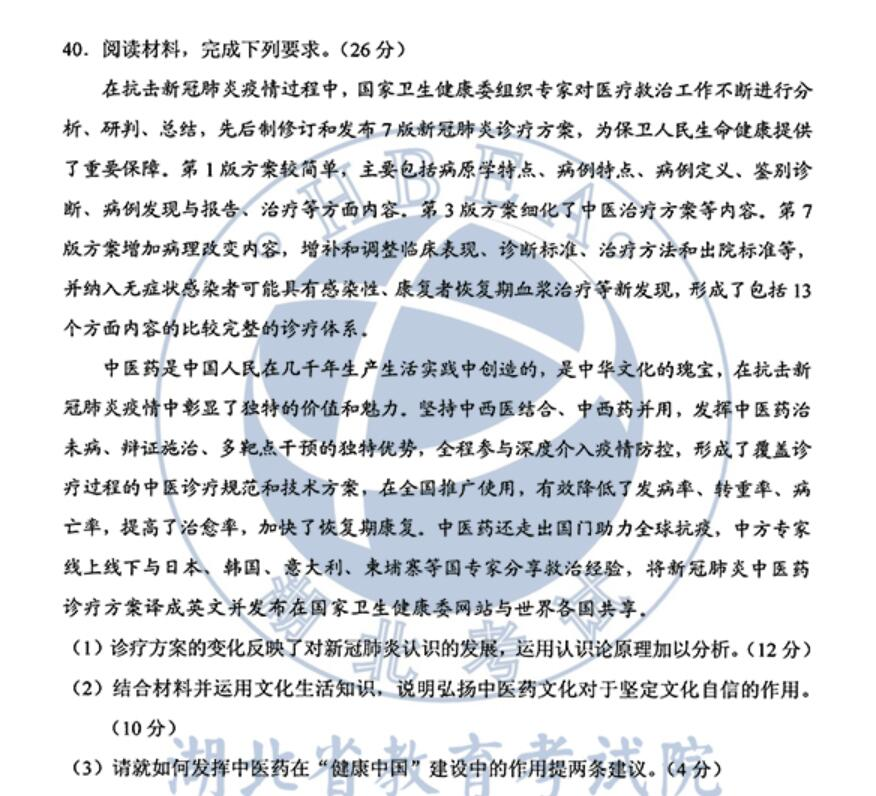 40．阅读材料，完成下列要求。（26 分）
在抗击新冠肺炎疫情过程中，国家卫生健康委组织专家对医疗救治工作不断进行分
析、研判、总结，先后制修订和发布 7 版新冠肺炎诊疗方案，为保卫人民生命健康提供
了重要保障。第 1 版方案较简单，主要包括病原学特点、病例特点、病例定义、鉴别诊
断、病例发现与报告、治疗等方面内容。第 3 版方案细化了中医治疗方案等内容。第 7
版方案增加病理改变内容，增补和调整临床表现、诊断标准、治疗方法和出院标准等，
并纳入无症状感染者可能具有感染性、康复者恢复期血浆治疗等新发现，形成了包括 13
个方面内容的比较完整的诊疗体系。
中医药是中国人民在几千年生产生活实践中创造的，是中华文化的瑰宝，在抗击新
冠肺炎疫情中彰显了独特的价值和魅力。坚持中西医结合、中西药并用，发挥中医药治
未病、辩证施治、多靶点干预的独特优势，全程参与深度介入疫情防控，形成了覆盖诊
疗过程的中医诊疗规范和技术方案，在全国推广使用，有效降低了发病率、转重率、病
亡率，提高了治愈率，加快了恢复期康复。中医药还走出国门助力全球抗疫，中方专家
线上线下与日本、韩国、意大利、柬埔寨等国专家分享救治经验，将新冠肺炎中医药
诊疗方案译成英文并发布在国家卫生健康委网站与世界各国共享。
（1）诊疗方案的变化反映了对新冠肺炎认识的发展，运用认识论原理加以分析。（12 分）
（2）结合材料并运用文化生活知识，说明弘扬中医药文化对于坚定文化自信的作用。
（10 分）
（3）请就如何发挥中医药在“健康中国”建设中的作用提两条建议。（4 分）
HBEA
湖北考试
湖北省教育考试院